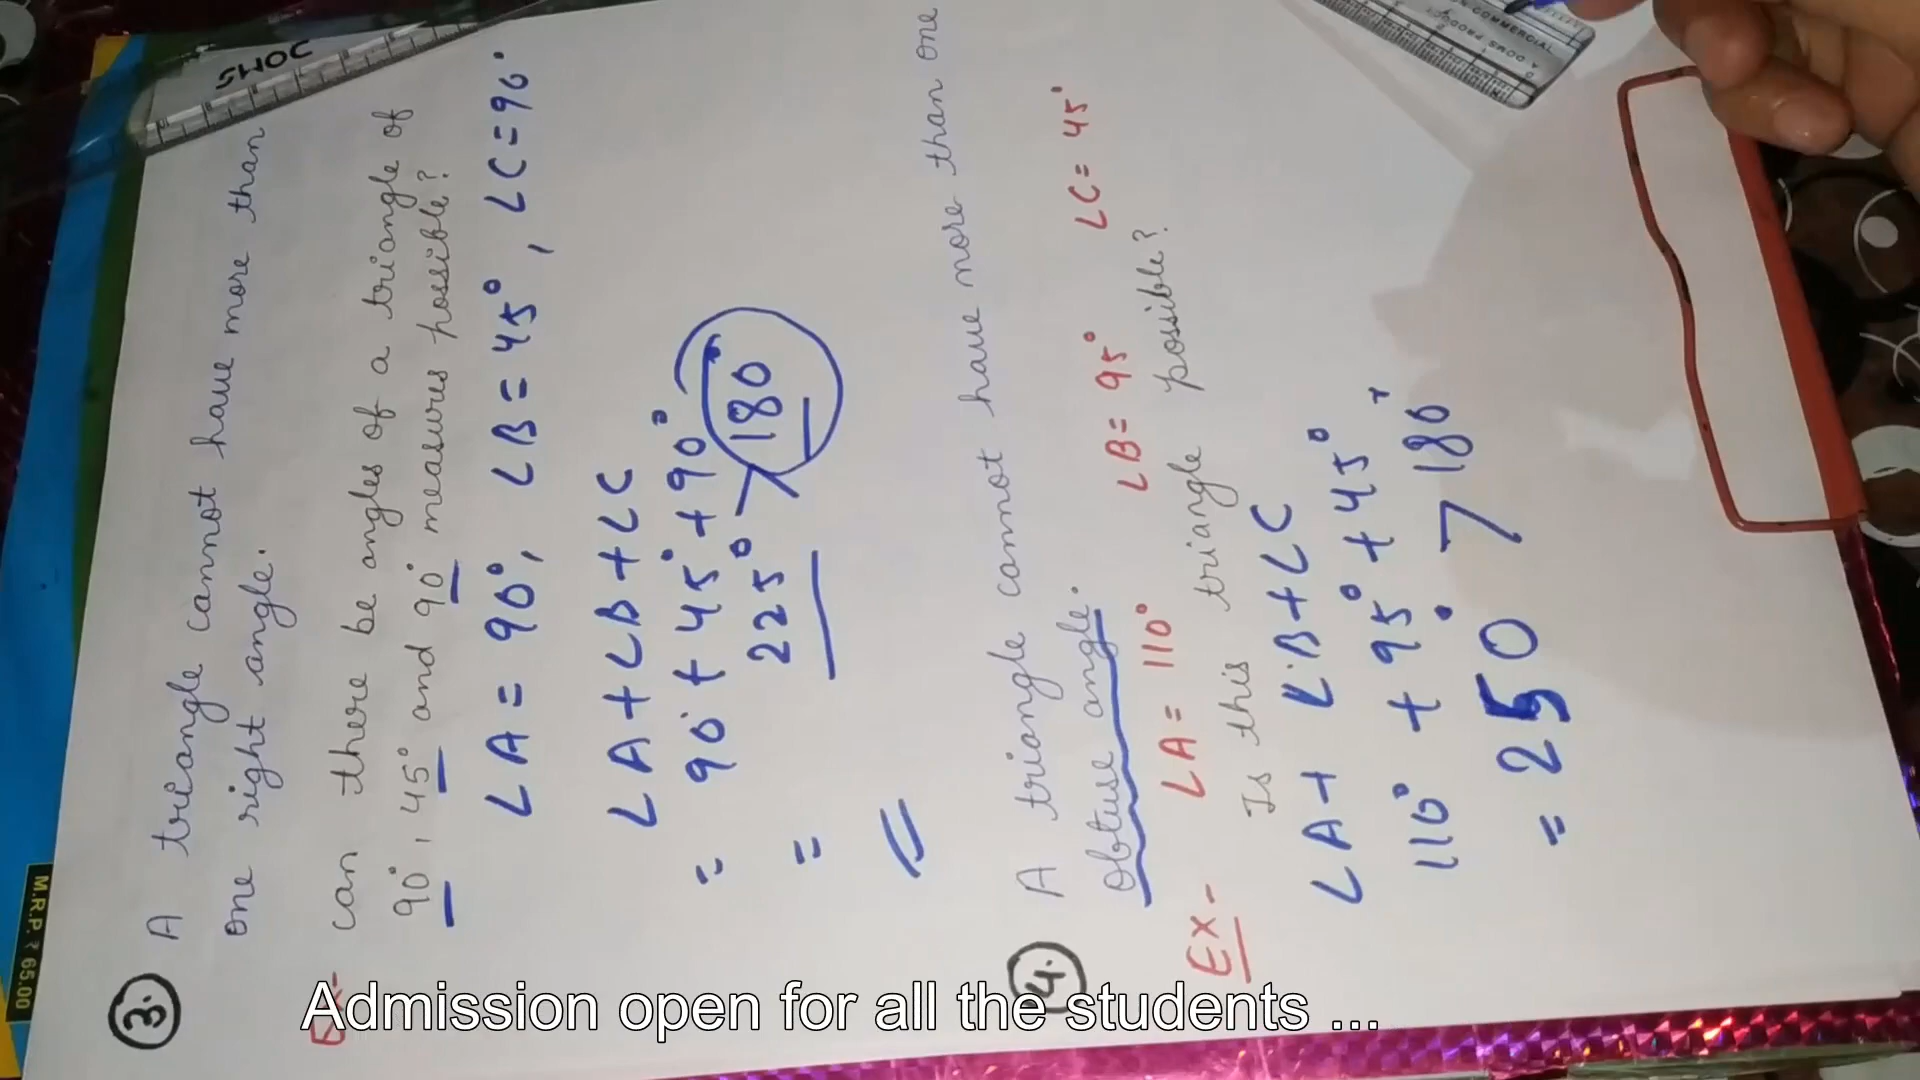 3. A triangle cannot have more than
one right angle.
Ex- can there be angles of a triangle of
90°, 45° and 90° measures possible?
∠A = 90°, ∠B = 45°, ∠C = 90°
∠A + ∠B + ∠C
= 90° + 45° + 90°
= 225° > 180°
=
4. A triangle cannot have more than one
obtuse angle.
Ex- ∠A = 110° ∠B = 95° ∠C = 45°
Is this triangle possible?
∠A + ∠B + ∠C
110° + 95° + 45°
= 250° > 180°
DOMS
NON-COMMERCIAL
M.R.P. ₹ 65.00
Admission open for all the students ...